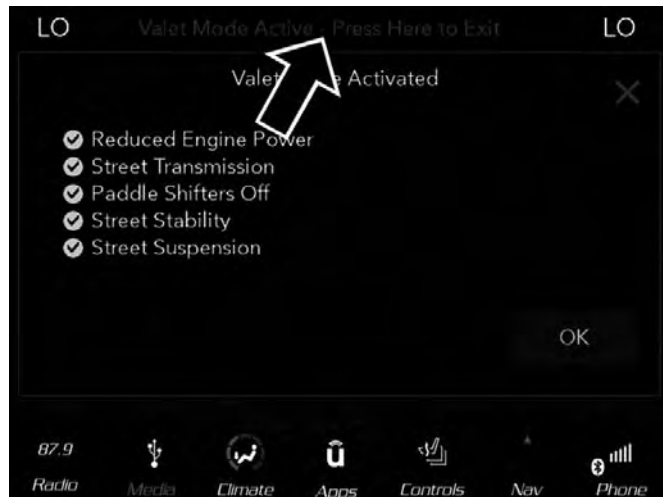 LO Valet Mode Active - Press Here to Exit LO
Valet Activated
Reduced Engine Power
Street Transmission
Paddle Shifters Off
Street Stability
Street Suspension
OK
87.9
Radio Media Climate Apps Controls Nav Phone